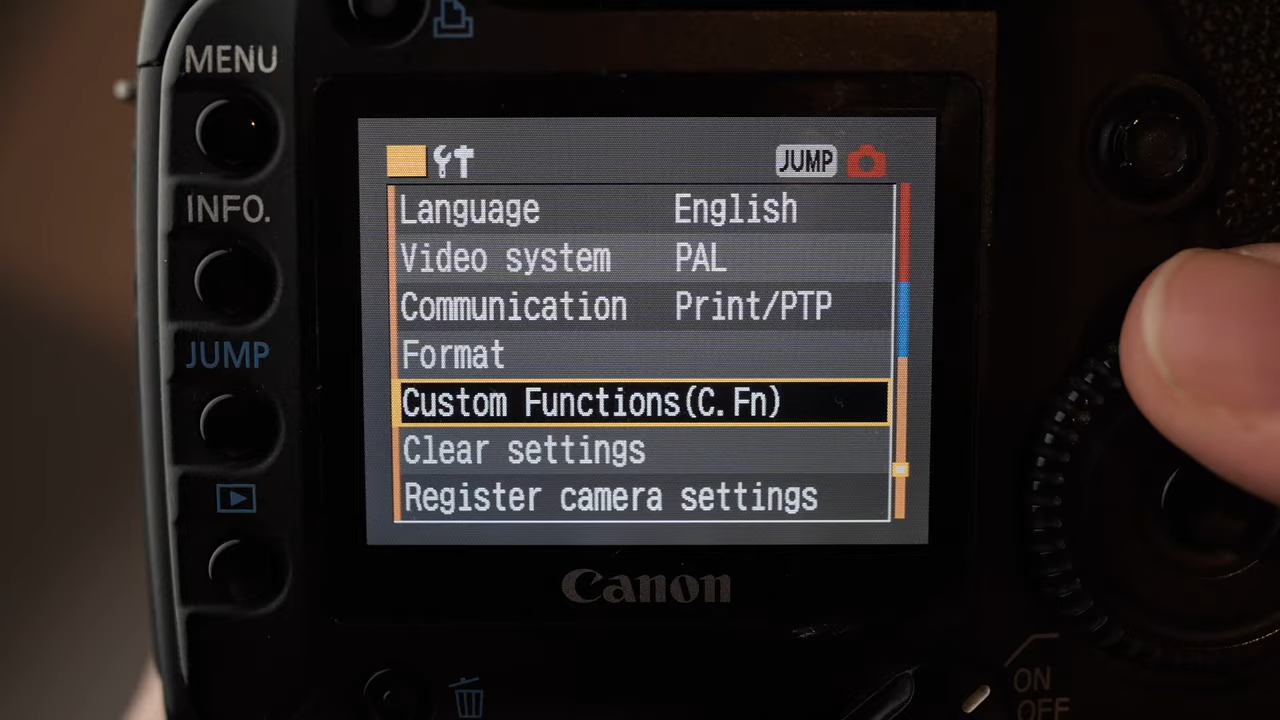 MENU
JUMP
INFO.
Language English
Video system PAL
Communication Print/PTP
JUMP
Format
Custom Functions(C.Fn)
Clear settings
Register camera settings
Canon
ON
OFF